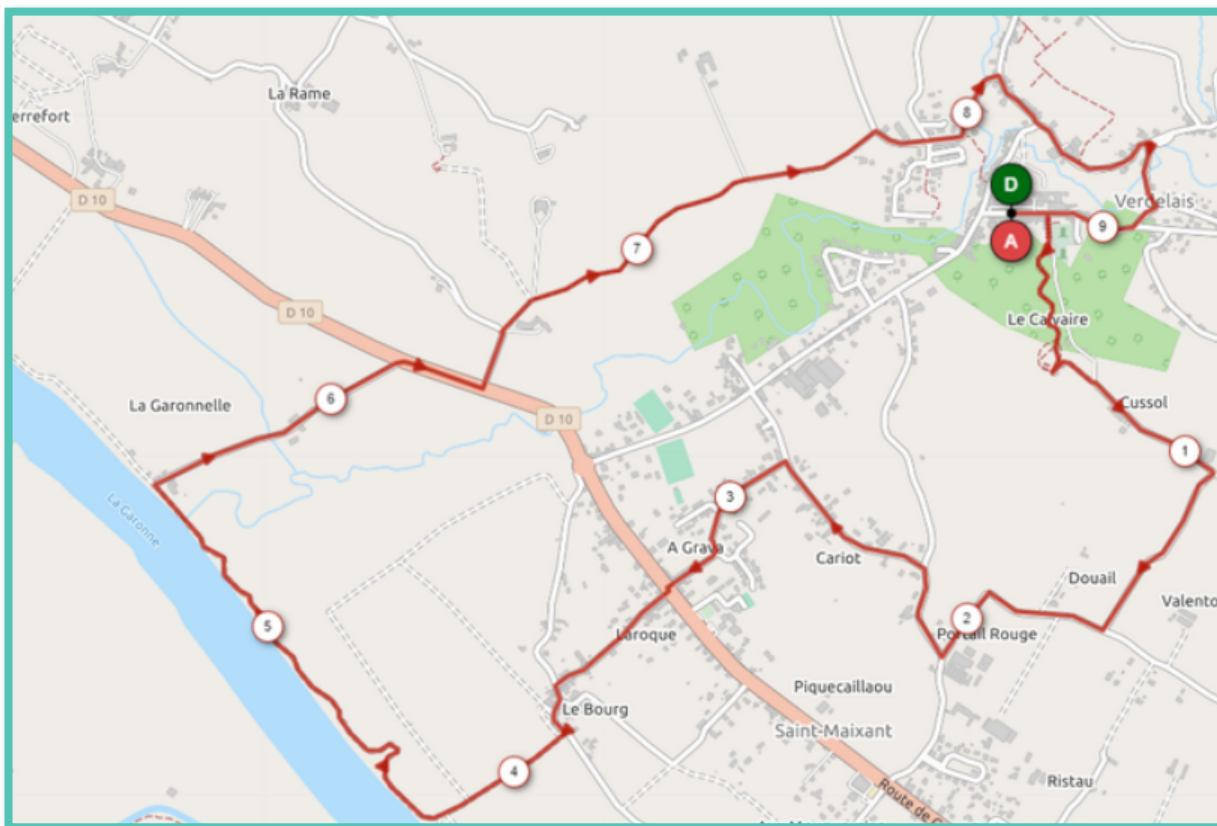 La Rame
errefort
8
D 10
D
Verdelais
9
A
7
D 10
Le Calvaire
6
La Garonnelle
Cussol
D 10
1
La Garonne
3
A Grava
Cariot
Douail
5
2
Valento
Laroque
Portail Rouge
Piquecaillaou
Le Bourg
Saint-Maixant
4
Ristau
Route de